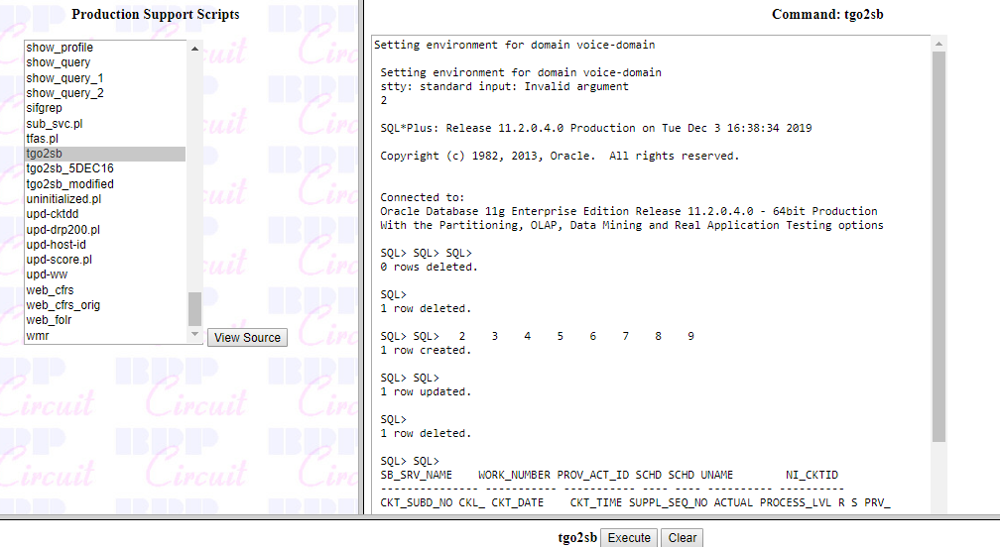 Production Support Scripts
show_profile
show_query
show_query_1
show_query_2
sifgrep
sub_svc.pl
tfas.pl
tgo2sb
tgo2sb_5DEC16
tgo2sb_modified
uninitialized.pl
upd-cktdd
upd-drp200.pl
upd-host-id
upd-score.pl
upd-ww
web_cfrs
web_cfrs_orig
web_folr
wmr
View Source
Circuit
Circuit
Circuit
Circuit
Command: tgo2sb
Setting environment for domain voice-domain
Setting environment for domain voice-domain
stty: standard input: Invalid argument
2
SQL*Plus: Release 11.2.0.4.0 Production on Tue Dec 3 16:38:34 2019
Copyright (c) 1982, 2013, Oracle.  All rights reserved.
Connected to:
Oracle Database 11g Enterprise Edition Release 11.2.0.4.0 - 64bit Production
With the Partitioning, OLAP, Data Mining and Real Application Testing options
SQL> SQL> SQL>
0 rows deleted.
SQL>
1 row deleted.
SQL> SQL>   2    3    4    5    6    7    8    9
1 row created.
SQL> SQL>
1 row updated.
SQL>
1 row deleted.
SQL> SQL>
SB_SRV_NAME    WORK_NUMBER PROV_ACT_ID SCHD SCHD UNAME        NI_CKTID
--------------- ----------- ----------- ---- ---- ------------ ----------
CKT_SUBD_NO CKL_ CKT_DATE    CKT_TIME SUPPL_SEQ_NO ACTUAL PROCESS_LVL R S PRV_
tgo2sb Execute Clear